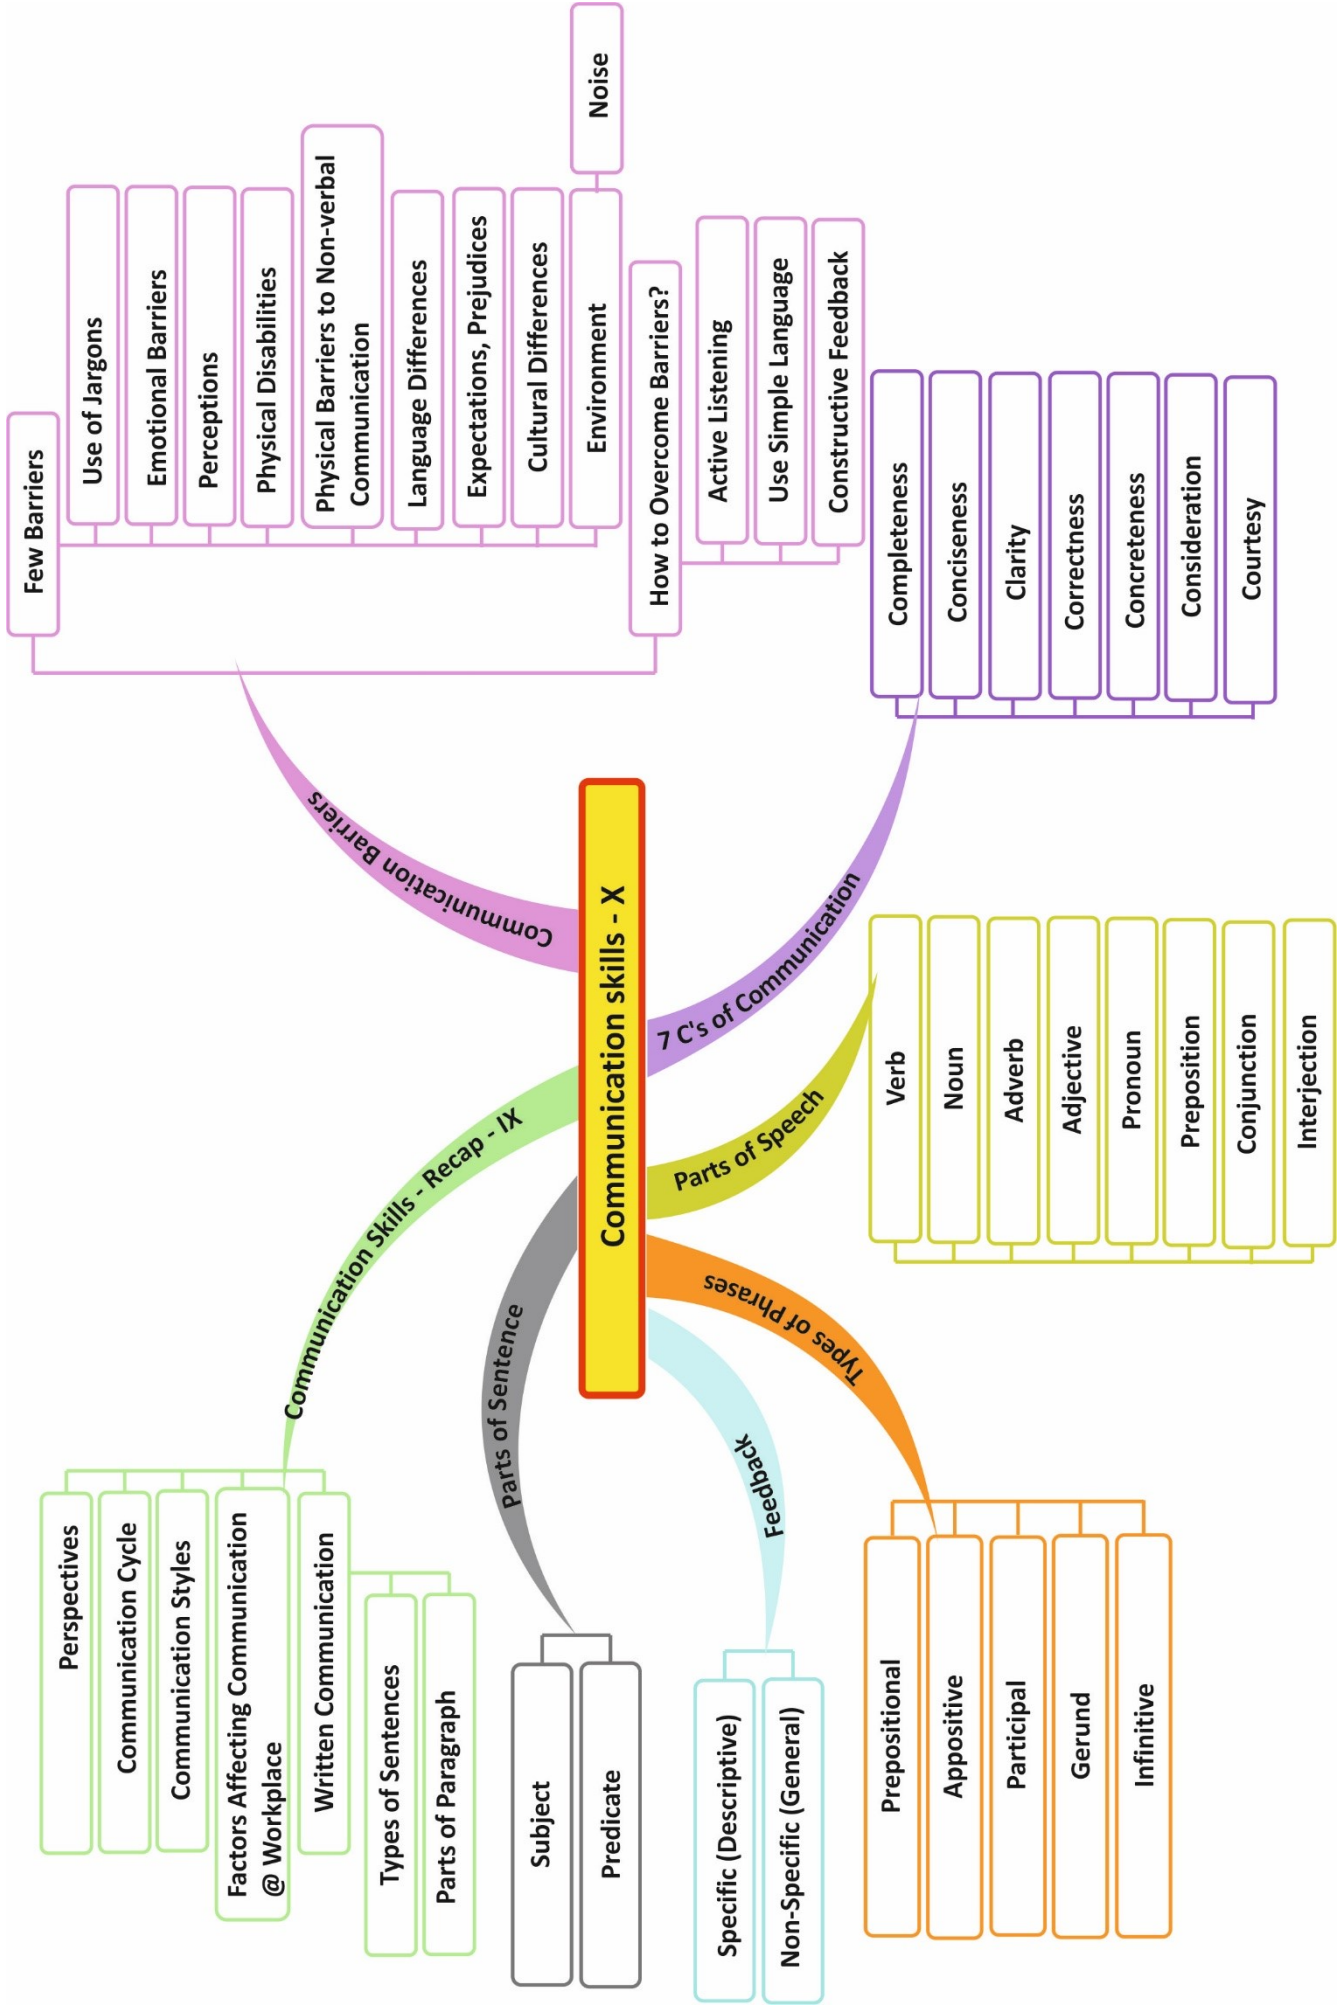 Communication skills - X
Communication Skills - Recap - IX
Perspectives
Communication Cycle
Communication Styles
Factors Affecting Communication
@ Workplace
Written Communication
Types of Sentences
Parts of Paragraph
Parts of Sentence
Subject
Predicate
Feedback
Specific (Descriptive)
Non-Specific (General)
Types of Phrases
Prepositional
Appositive
Participal
Gerund
Infinitive
Communication Barriers
Few Barriers
Use of Jargons
Emotional Barriers
Perceptions
Physical Disabilities
Physical Barriers to Non-verbal
Communication
Language Differences
Expectations, Prejudices
Cultural Differences
Environment
Noise
How to Overcome Barriers?
Active Listening
Use Simple Language
Constructive Feedback
7 C's of Communication
Completeness
Conciseness
Clarity
Correctness
Concreteness
Consideration
Courtesy
Parts of Speech
Verb
Noun
Adverb
Adjective
Pronoun
Preposition
Conjunction
Interjection